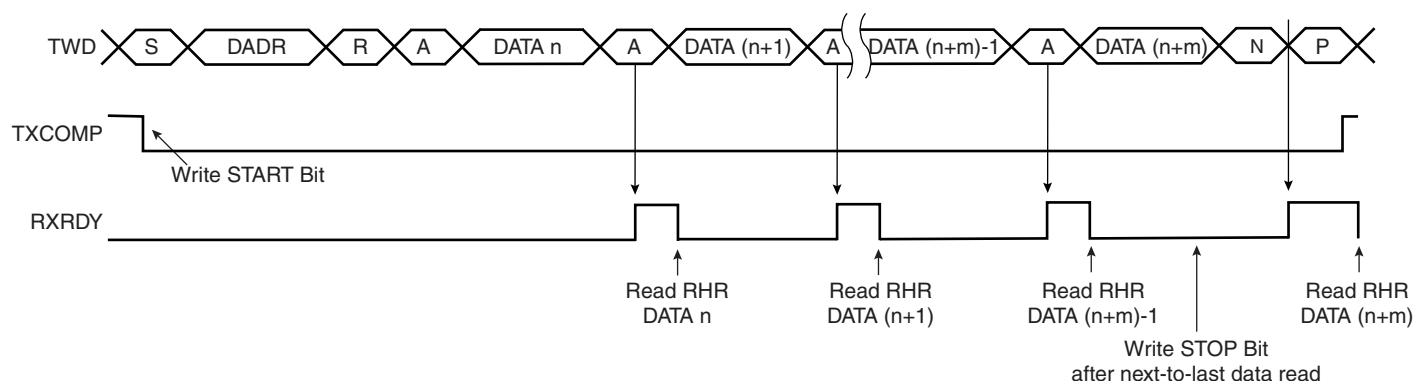 TWD S DADR R A DATA n A DATA (n+1) A DATA (n+m)-1 A DATA (n+m) N P
TXCOMP
Write START Bit
RXRDY
Read RHR
DATA n
Read RHR
DATA (n+1)
Read RHR
DATA (n+m)-1
Read RHR
DATA (n+m)
Write STOP Bit
after next-to-last data read